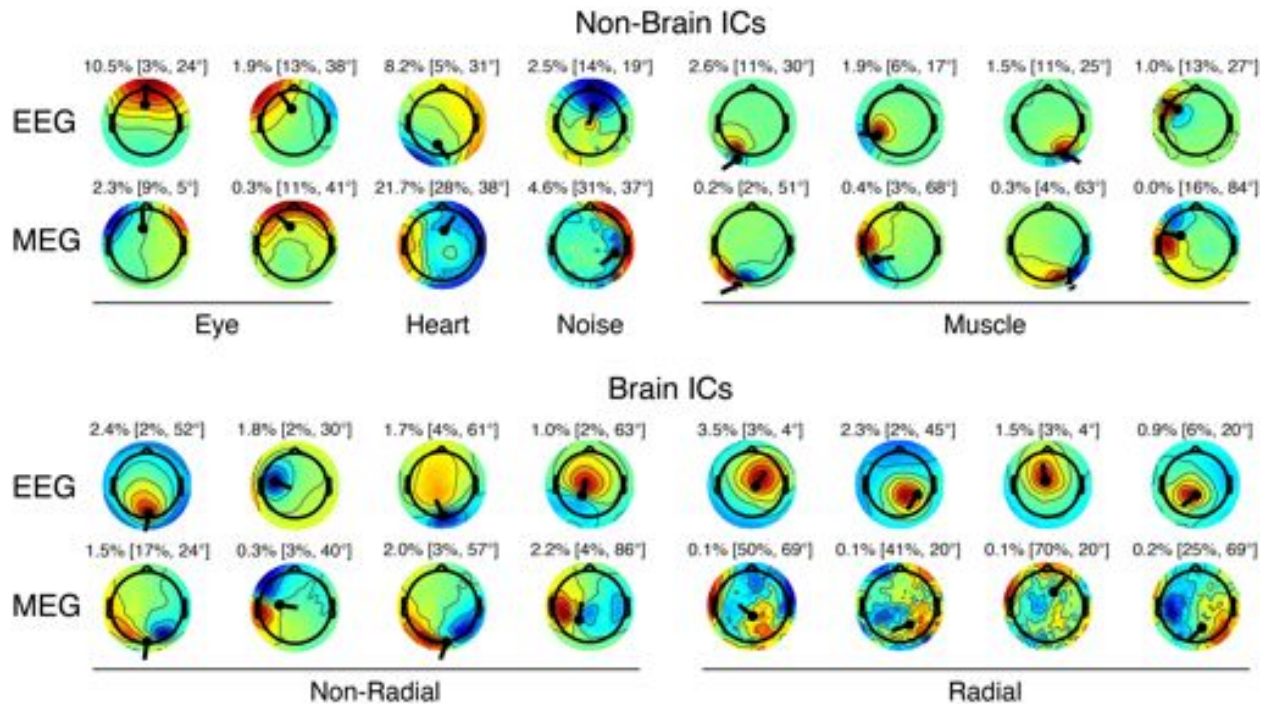 Non-Brain ICs
10.5% [3%, 24°] 1.9% [13%, 38°] 8.2% [5%, 31°] 2.5% [14%, 19°] 2.6% [11%, 30°] 1.9% [6%, 17°] 1.5% [11%, 25°] 1.0% [13%, 27°]
EEG
2.3% [9%, 5°] 0.3% [11%, 41°] 21.7% [28%, 38°] 4.6% [31%, 37°] 0.2% [2%, 51°] 0.4% [3%, 68°] 0.3% [4%, 63°] 0.0% [16%, 84°]
MEG
Eye Heart Noise Muscle
Brain ICs
2.4% [2%, 52°] 1.8% [2%, 30°] 1.7% [4%, 61°] 1.0% [2%, 63°] 3.5% [3%, 4°] 2.3% [2%, 45°] 1.5% [3%, 4°] 0.9% [6%, 20°]
EEG
1.5% [17%, 24°] 0.3% [3%, 40°] 2.0% [3%, 57°] 2.2% [4%, 86°] 0.1% [50%, 69°] 0.1% [41%, 20°] 0.1% [70%, 20°] 0.2% [25%, 69°]
MEG
Non-Radial Radial